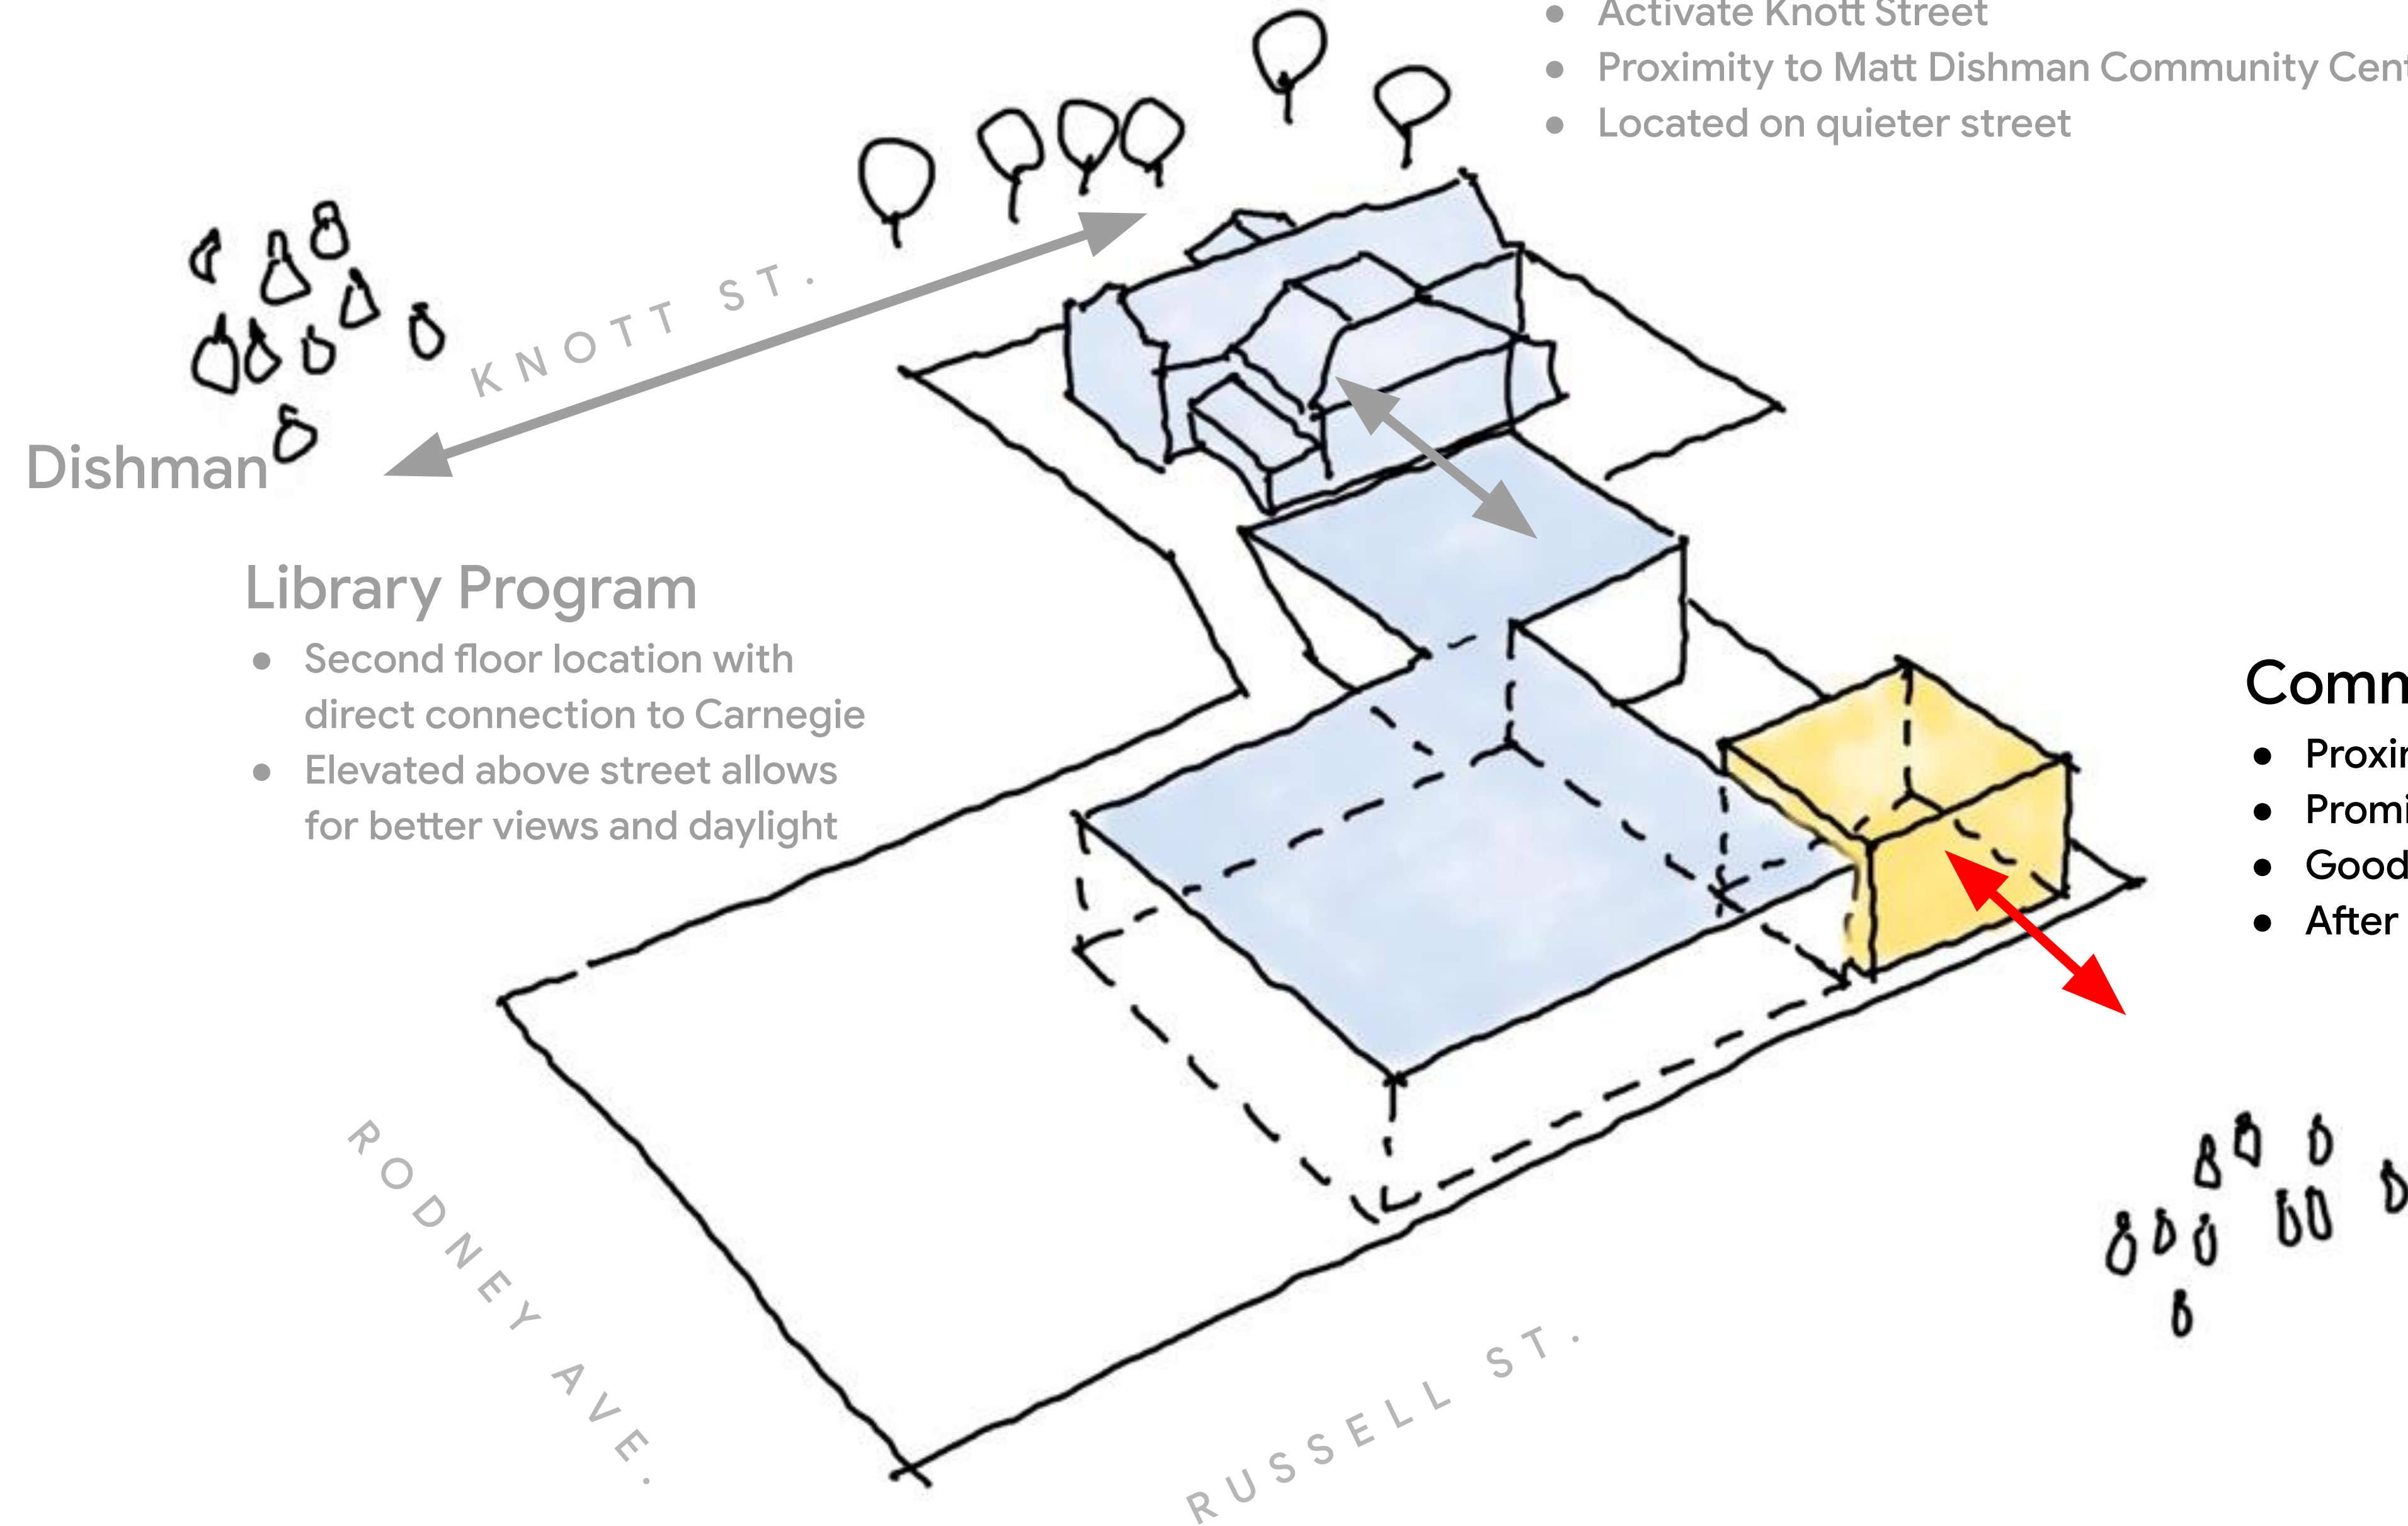 ● Activate Knott Street
● Proximity to Matt Dishman Community Cent
● Located on quieter street
KNOTT ST.
Dishman
Library Program
● Second floor location with
direct connection to Carnegie
● Elevated above street allows
for better views and daylight
Comm
● Proxin
● Promi
● Good
● After
RODNEY AVE.
RUSSELL ST.